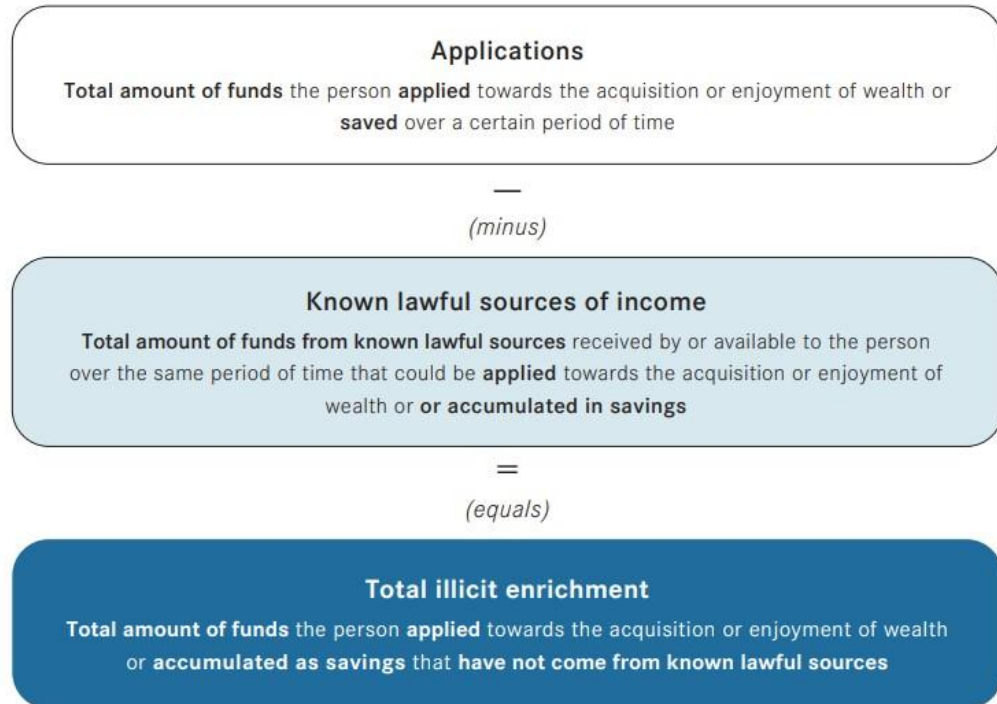 Applications
Total amount of funds the person applied towards the acquisition or enjoyment of wealth or
saved over a certain period of time
—
(minus)
Known lawful sources of income
Total amount of funds from known lawful sources received by or available to the person
over the same period of time that could be applied towards the acquisition or enjoyment of
wealth or or accumulated in savings
=
(equals)
Total illicit enrichment
Total amount of funds the person applied towards the acquisition or enjoyment of wealth
or accumulated as savings that have not come from known lawful sources